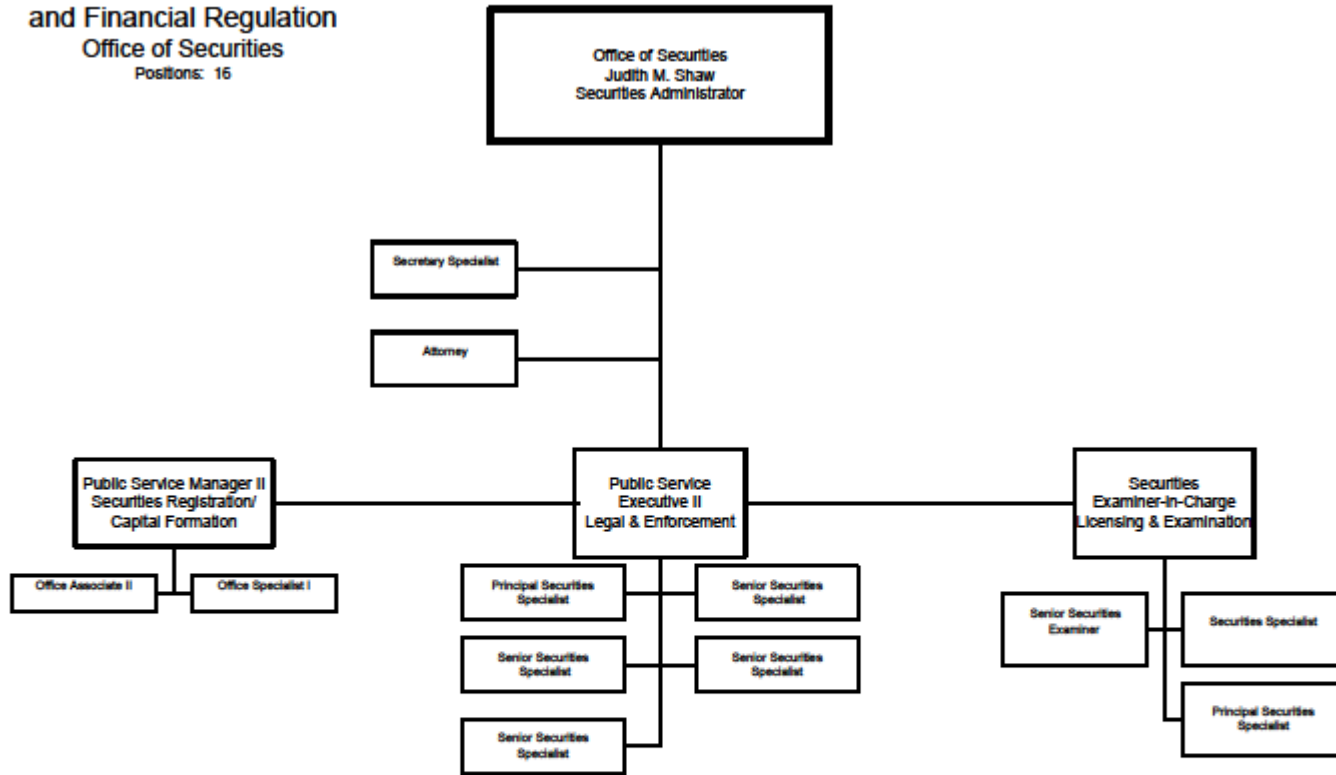 and Financial Regulation
Office of Securities
Positions: 16
Office of Securities
Judith M. Shaw
Securities Administrator
Secretary Specialist
Attorney
Public Service Manager II
Securities Registration/
Capital Formation
Public Service
Executive II
Legal & Enforcement
Securities
Examiner-in-Charge
Licensing & Examination
Office Associate II
Office Specialist I
Principal Securities
Specialist
Senior Securities
Specialist
Senior Securities
Specialist
Senior Securities
Specialist
Senior Securities
Specialist
Senior Securities
Examiner
Securities Specialist
Principal Securities
Specialist